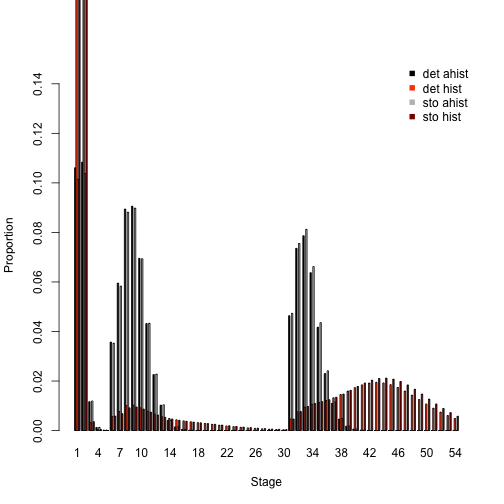 det ahist
det hist
sto ahist
sto hist
0.14
0.12
0.10
0.08
0.06
0.04
0.02
0.00
Proportion
1 4 7 10 14 18 22 26 30 34 38 42 46 50 54
Stage